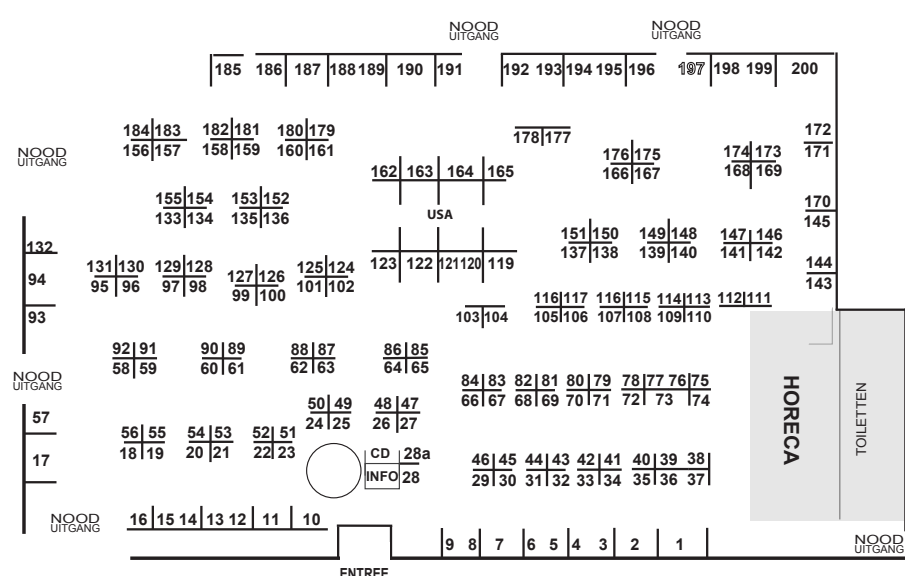 NOOD
UITGANG
NOOD
UITGANG
185 186 187 188 189 190 191 192 193 194 195 196 197 198 199 200
184 183 182 181 180 179 178 177 172
156 157 158 159 160 161 171
NOOD
UITGANG
176 175 174 173
166 167 168 169
162 163 164 165
155 154 153 152 170
133 134 135 136 145
USA
151 150 149 148 147 146
137 138 139 140 141 142
132
123 122 121 120 119
131 130 129 128 127 126 125 124 144
95 96 97 98 99 100 101 102 143
94
93
116 117 116 115 114 113 112 111
103 104 105 106 107 108 109 110
92 91 90 89 88 87 86 85
58 59 60 61 62 63 64 65
NOOD
UITGANG
84 83 82 81 80 79 78 77 76 75
66 67 68 69 70 71 72 73 74
HORECA
TOILETTEN
57
50 49 48 47
24 25 26 27
56 55 54 53 52 51
18 19 20 21 22 23
17
CD 28a
INFO 28
46 45 44 43 42 41 40 39 38
29 30 31 32 33 34 35 36 37
NOOD
UITGANG
16 15 14 13 12 11 10
9 8 7 6 5 4 3 2 1
NOOD
UITGANG
ENTREE